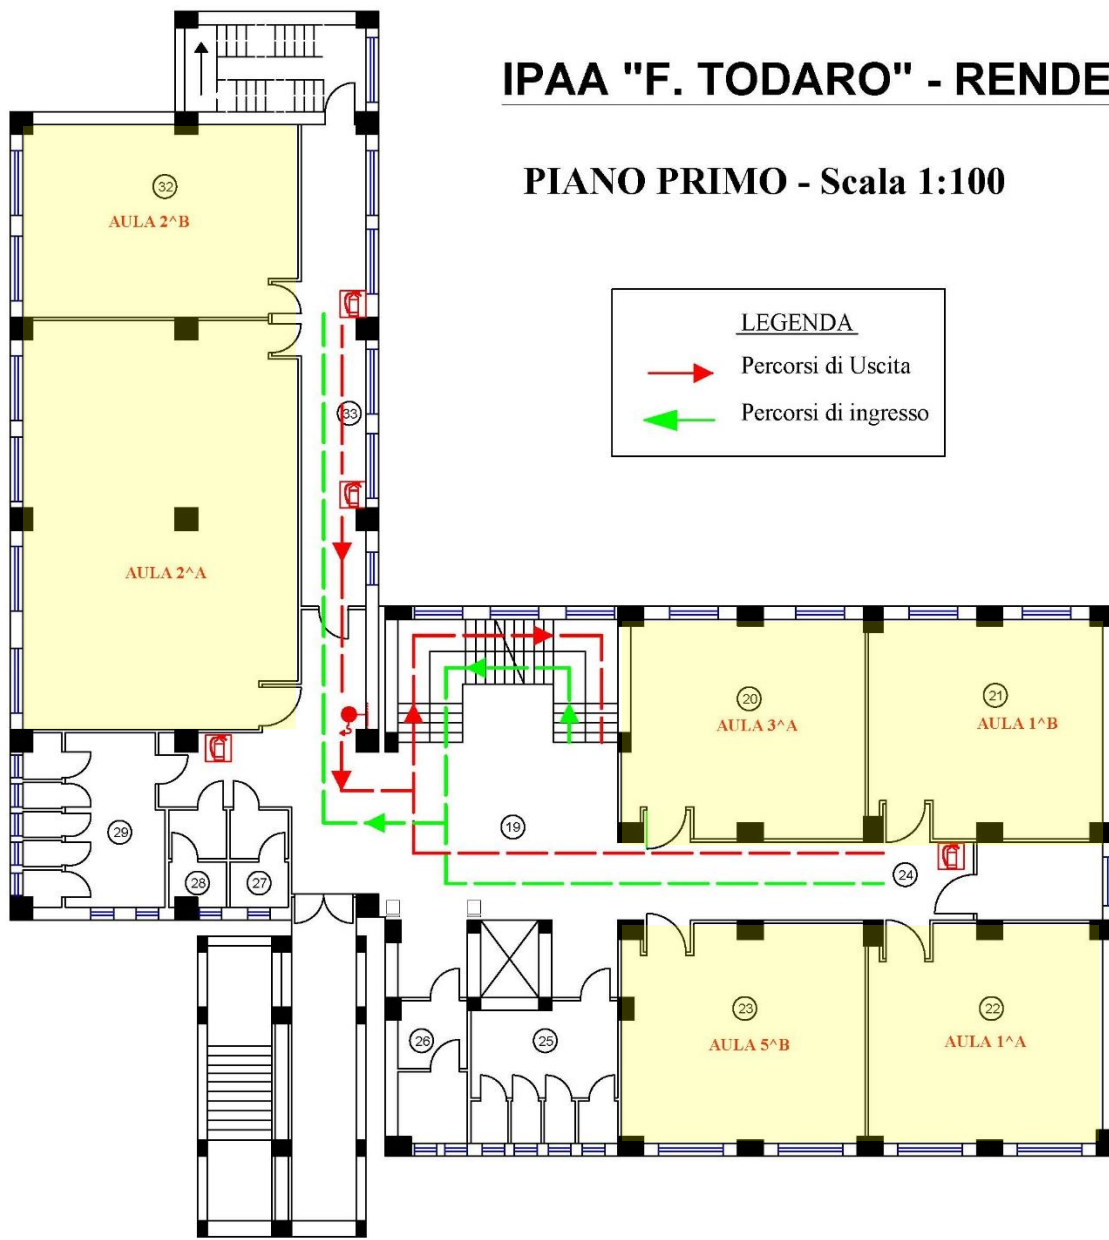 IPAA "F. TODARO" - RENDE
PIANO PRIMO - Scala 1:100
LEGENDA
Percorsi di Uscita
Percorsi di ingresso
32
AULA 2^B
33
AULA 2^A
20
AULA 3^A
21
AULA 1^B
19
24
29
28
27
26
25
23
AULA 5^B
22
AULA 1^A